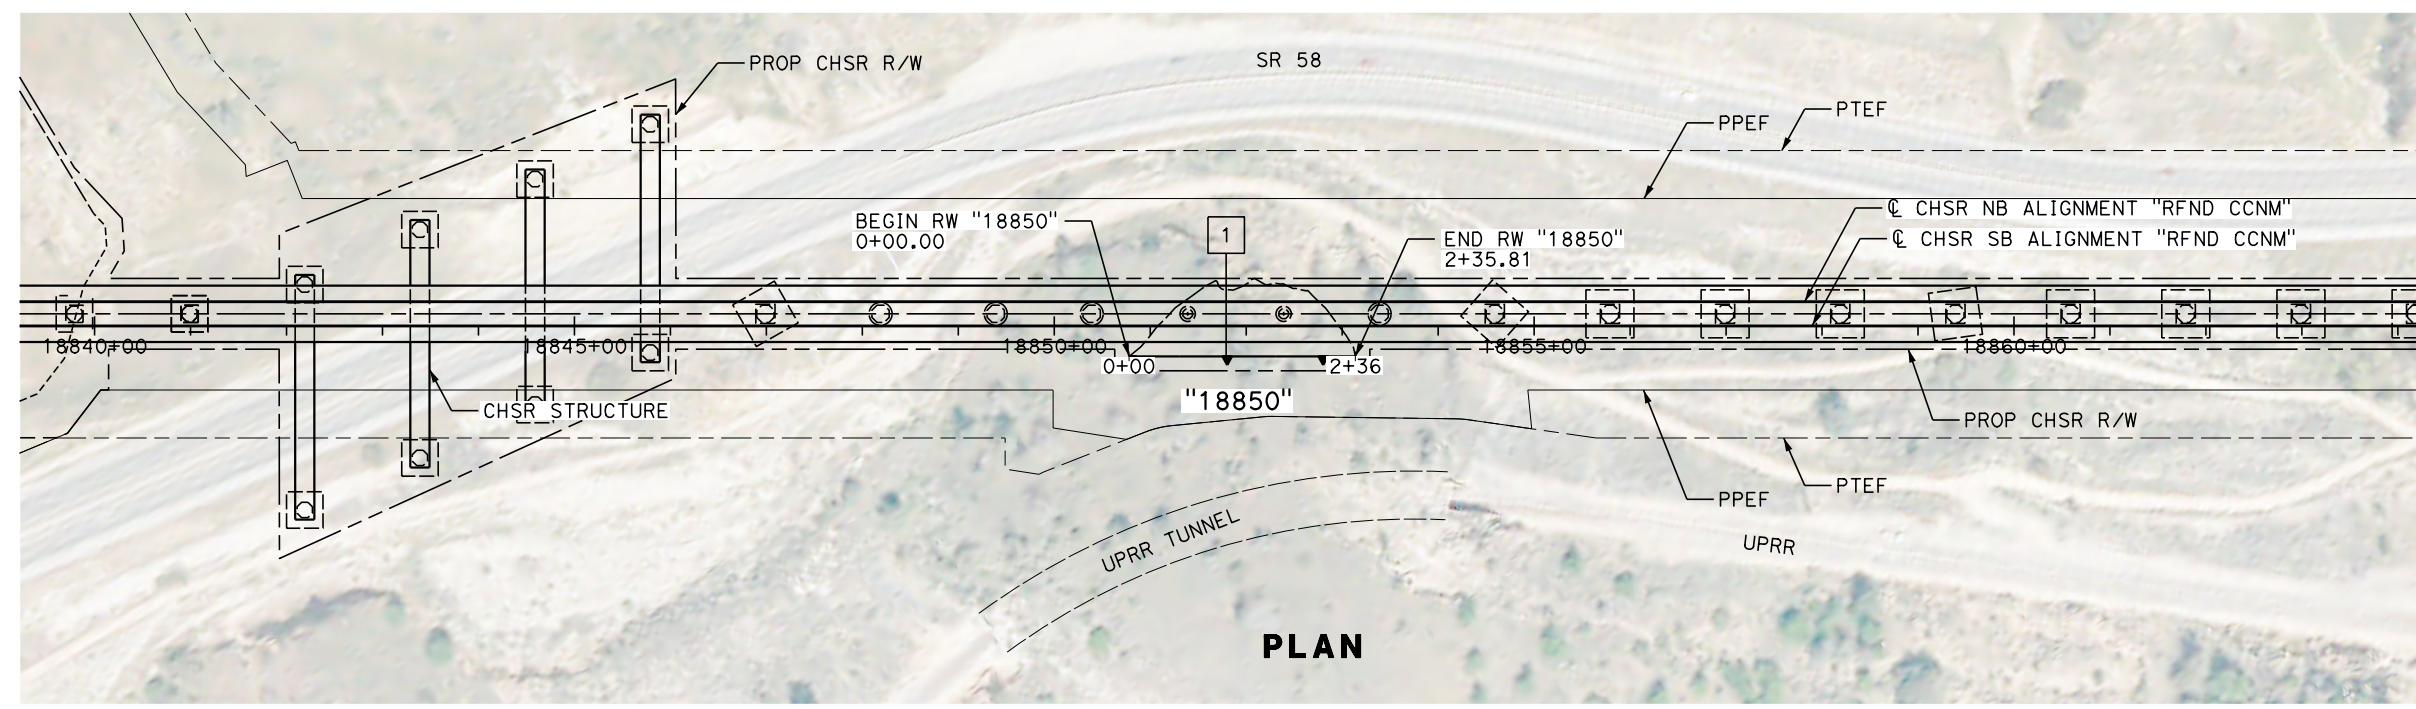 PROP CHSR R/W
SR 58
PPEF
PTEF
BEGIN RW "18850"
0+00.00
1
END RW "18850"
2+35.81
℄ CHSR NB ALIGNMENT "RFND CCNM"
℄ CHSR SB ALIGNMENT "RFND CCNM"
18840+00
18845+00
18850+00
18855+00
18860+00
0+00
2+36
"18850"
CHSR STRUCTURE
PROP CHSR R/W
PPEF
PTEF
UPRR TUNNEL
UPRR
PLAN